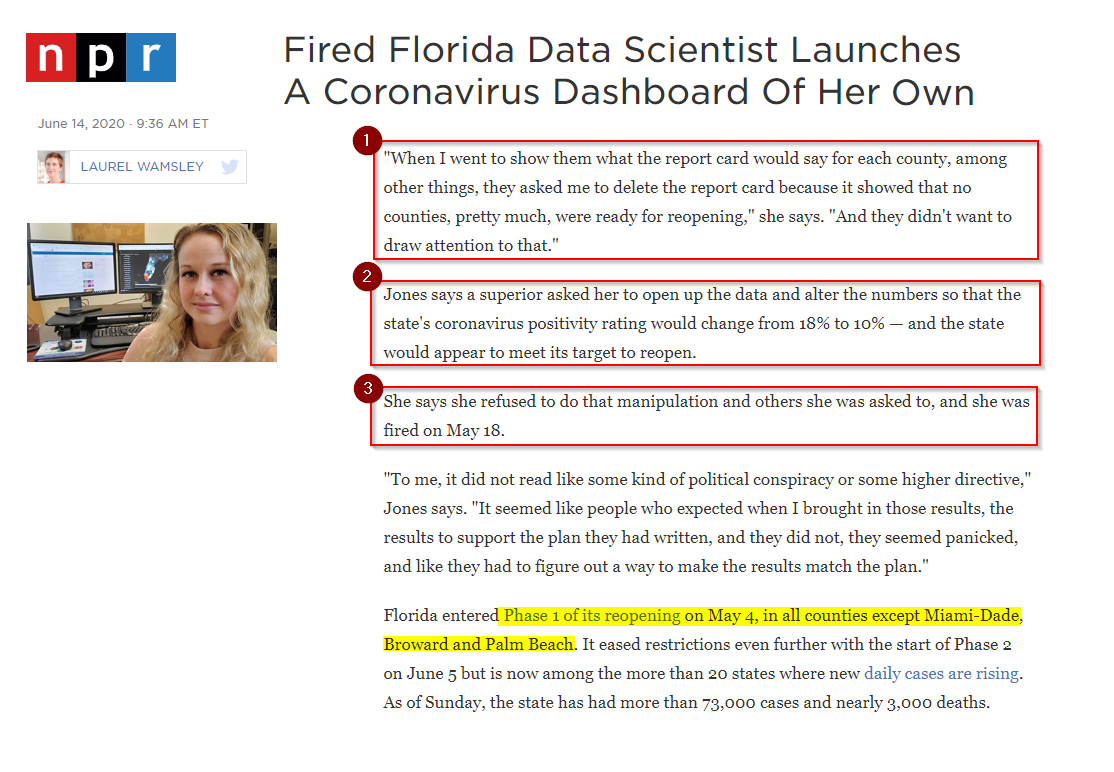 npr
Fired Florida Data Scientist Launches
A Coronavirus Dashboard Of Her Own
June 14, 2020 · 9:36 AM ET
LAUREL WAMSLEY
1
"When I went to show them what the report card would say for each county, among
other things, they asked me to delete the report card because it showed that no
counties, pretty much, were ready for reopening," she says. "And they didn't want to
draw attention to that."
2
Jones says a superior asked her to open up the data and alter the numbers so that the
state's coronavirus positivity rating would change from 18% to 10% — and the state
would appear to meet its target to reopen.
3
She says she refused to do that manipulation and others she was asked to, and she was
fired on May 18.
"To me, it did not read like some kind of political conspiracy or some higher directive,"
Jones says. "It seemed like people who expected when I brought in those results, the
results to support the plan they had written, and they did not, they seemed panicked,
and like they had to figure out a way to make the results match the plan."
Florida entered Phase 1 of its reopening on May 4, in all counties except Miami-Dade,
Broward and Palm Beach. It eased restrictions even further with the start of Phase 2
on June 5 but is now among the more than 20 states where new daily cases are rising.
As of Sunday, the state has had more than 73,000 cases and nearly 3,000 deaths.